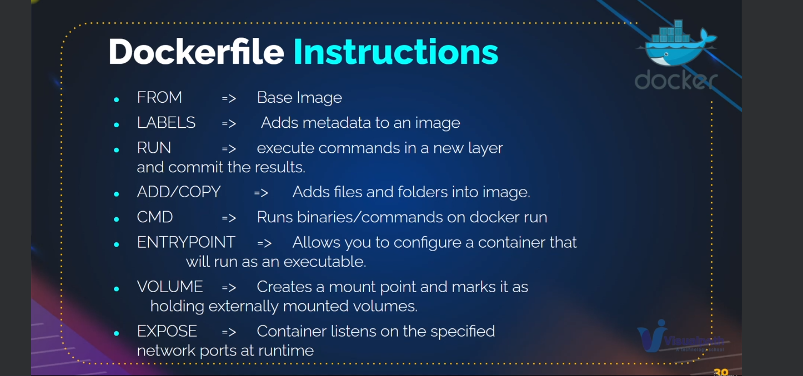 Dockerfile Instructions
docker
• FROM => Base Image
• LABELS => Adds metadata to an image
• RUN => execute commands in a new layer
and commit the results.
• ADD/COPY => Adds files and folders into image.
• CMD => Runs binaries/commands on docker run
• ENTRYPOINT => Allows you to configure a container that
will run as an executable.
• VOLUME => Creates a mount point and marks it as
holding externally mounted volumes.
• EXPOSE => Container listens on the specified
network ports at runtime
30